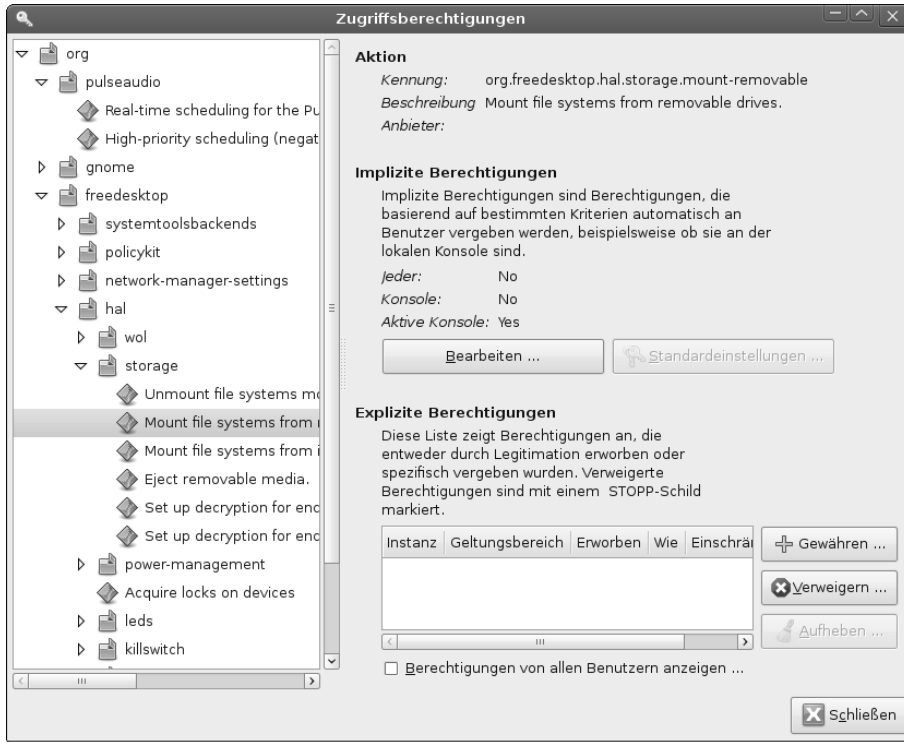 Zugriffsberechtigungen
org
pulseaudio
Real-time scheduling for the Pu
High-priority scheduling (negat
gnome
freedesktop
systemtoolsbackends
policykit
network-manager-settings
hal
wol
storage
Unmount file systems mo
Mount file systems from r
Mount file systems from i
Eject removable media.
Set up decryption for enc
Set up decryption for enc
power-management
Acquire locks on devices
leds
killswitch
Aktion
Kennung: org.freedesktop.hal.storage.mount-removable
Beschreibung Mount file systems from removable drives.
Anbieter:
Implizite Berechtigungen
Implizite Berechtigungen sind Berechtigungen, die
basierend auf bestimmten Kriterien automatisch an
Benutzer vergeben werden, beispielsweise ob sie an der
lokalen Konsole sind.
Jeder: No
Konsole: No
Aktive Konsole: Yes
Bearbeiten ... Standardeinstellungen ...
Explizite Berechtigungen
Diese Liste zeigt Berechtigungen an, die
entweder durch Legitimation erworben oder
spezifisch vergeben wurden. Verweigerte
Berechtigungen sind mit einem STOPP-Schild
markiert.
Instanz Geltungsbereich Erworben Wie Einschrän
Gewähren ...
Verweigern ...
Aufheben ...
Berechtigungen von allen Benutzern anzeigen ...
Schließen